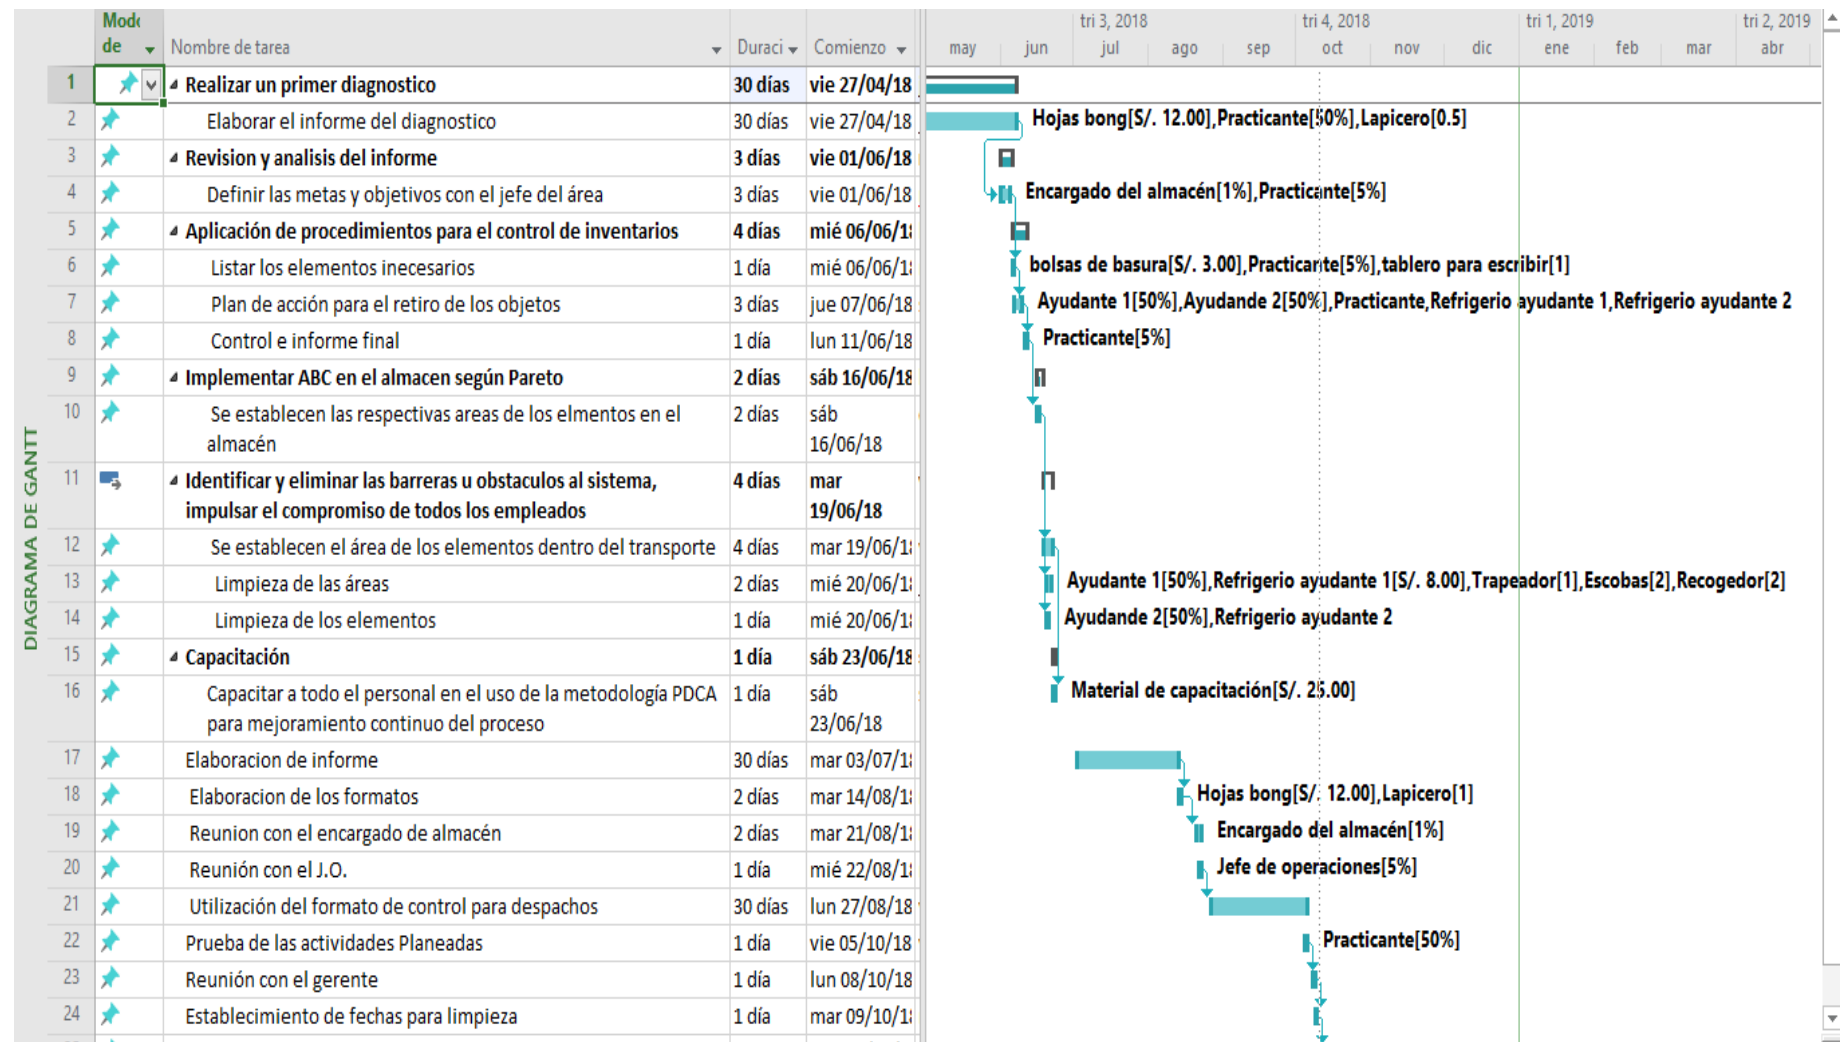 Modo
de
Nombre de tarea
Duraci
Comienzo
tri 3, 2018
tri 4, 2018
tri 1, 2019
tri 2, 2019
may jun jul ago sep oct nov dic ene feb mar abr
DIAGRAMA DE GANTT
1 Realizar un primer diagnostico 30 días vie 27/04/18
2 Elaborar el informe del diagnostico 30 días vie 27/04/18 Hojas bong[S/. 12.00],Practicante[50%],Lapicero[0.5]
3 Revision y analisis del informe 3 días vie 01/06/18
4 Definir las metas y objetivos con el jefe del área 3 días vie 01/06/18 Encargado del almacén[1%],Practicante[5%]
5 Aplicación de procedimientos para el control de inventarios 4 días mié 06/06/1
6 Listar los elementos inecesarios 1 día mié 06/06/1 bolsas de basura[S/. 3.00],Practicante[5%],tablero para escribir[1]
7 Plan de acción para el retiro de los objetos 3 días jue 07/06/18 Ayudante 1[50%],Ayudande 2[50%],Practicante,Refrigerio ayudante 1,Refrigerio ayudante 2
8 Control e informe final 1 día lun 11/06/18 Practicante[5%]
9 Implementar ABC en el almacen según Pareto 2 días sáb 16/06/18
10 Se establecen las respectivas areas de los elmentos en el 2 días sáb
almacén 16/06/18
11 Identificar y eliminar las barreras u obstaculos al sistema, 4 días mar
impulsar el compromiso de todos los empleados 19/06/18
12 Se establecen el área de los elementos dentro del transporte 4 días mar 19/06/1
13 Limpieza de las áreas 2 días mié 20/06/1 Ayudante 1[50%],Refrigerio ayudante 1[S/. 8.00],Trapeador[1],Escobas[2],Recogedor[2]
14 Limpieza de los elementos 1 día mié 20/06/1 Ayudande 2[50%],Refrigerio ayudante 2
15 Capacitación 1 día sáb 23/06/18
16 Capacitar a todo el personal en el uso de la metodología PDCA 1 día sáb Material de capacitación[S/. 25.00]
para mejoramiento continuo del proceso 23/06/18
17 Elaboracion de informe 30 días mar 03/07/1
18 Elaboracion de los formatos 2 días mar 14/08/1 Hojas bong[S/. 12.00],Lapicero[1]
19 Reunion con el encargado de almacén 2 días mar 21/08/1 Encargado del almacén[1%]
20 Reunión con el J.O. 1 día mié 22/08/1 Jefe de operaciones[5%]
21 Utilización del formato de control para despachos 30 días lun 27/08/18
22 Prueba de las actividades Planeadas 1 día vie 05/10/18 Practicante[50%]
23 Reunión con el gerente 1 día lun 08/10/18
24 Establecimiento de fechas para limpieza 1 día mar 09/10/1